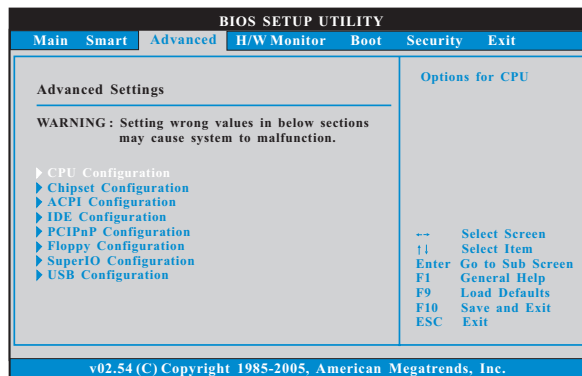 BIOS SETUP UTILITY
Main Smart Advanced H/W Monitor Boot Security Exit
Advanced Settings
WARNING : Setting wrong values in below sections
may cause system to malfunction.
CPU Configuration
Chipset Configuration
ACPI Configuration
IDE Configuration
PCIPnP Configuration
Floppy Configuration
SuperIO Configuration
USB Configuration
Options for CPU
←→ Select Screen
↑↓ Select Item
Enter Go to Sub Screen
F1 General Help
F9 Load Defaults
F10 Save and Exit
ESC Exit
v02.54 (C) Copyright 1985-2005, American Megatrends, Inc.